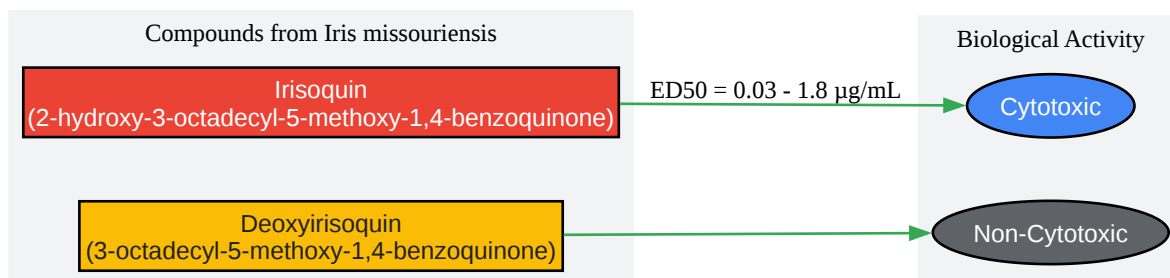 Compounds from Iris missouriensis
Biological Activity
Irisoquin
(2-hydroxy-3-octadecyl-5-methoxy-1,4-benzoquinone)
ED50 = 0.03 - 1.8 µg/mL
Cytotoxic
Deoxyirisoquin
(3-octadecyl-5-methoxy-1,4-benzoquinone)
Non-Cytotoxic